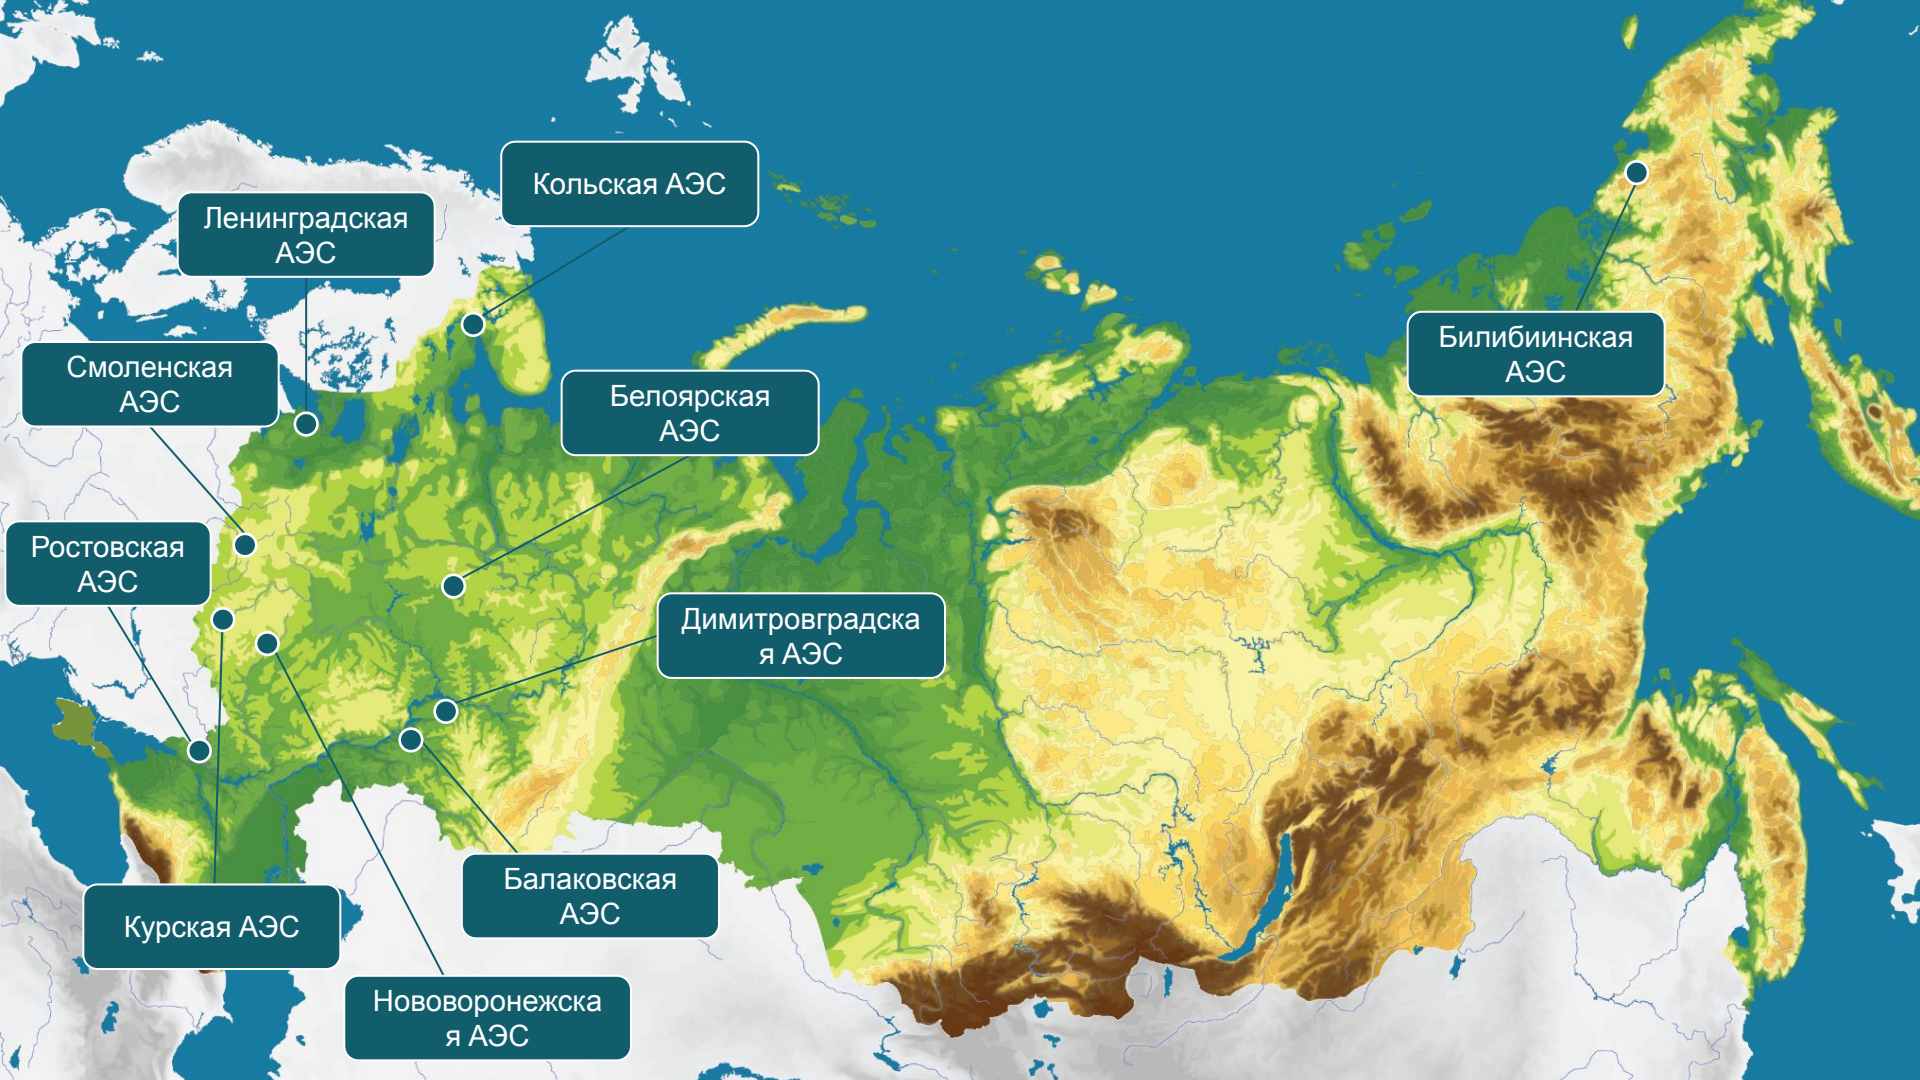 Кольская АЭС
Ленинградская
АЭС
Билибиинская
АЭС
Смоленская
АЭС
Белоярская
АЭС
Ростовская
АЭС
Димитровградска
я АЭС
Балаковская
АЭС
Курская АЭС
Нововоронежска
я АЭС